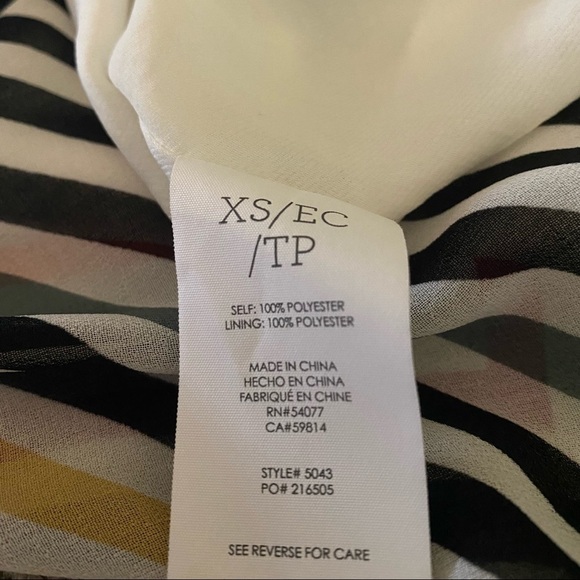 XS/EC
/TP
SELF: 100% POLYESTER
LINING: 100% POLYESTER
MADE IN CHINA
HECHO EN CHINA
FABRIQUÉ EN CHINE
RN#54077
CA#59814
STYLE# 5043
PO# 216505
SEE REVERSE FOR CARE